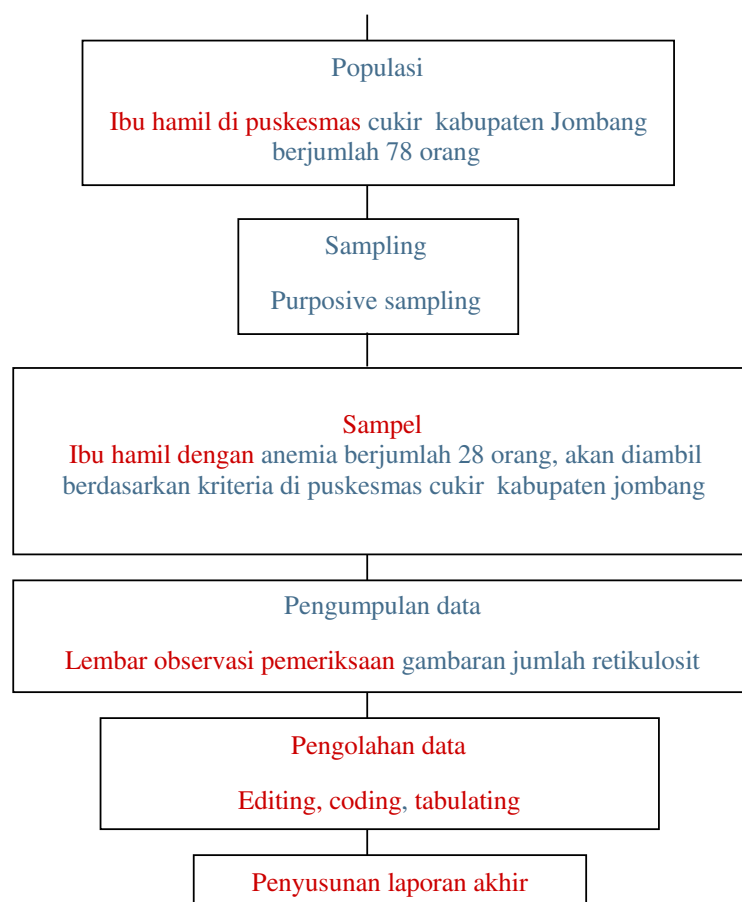 Populasi
Ibu hamil di puskesmas cukir kabupaten Jombang
berjumlah 78 orang
Sampling
Purposive sampling
Sampel
Ibu hamil dengan anemia berjumlah 28 orang, akan diambil
berdasarkan kriteria di puskesmas cukir kabupaten jombang
Pengumpulan data
Lembar observasi pemeriksaan gambaran jumlah retikulosit
Pengolahan data
Editing, coding, tabulating
Penyusunan laporan akhir